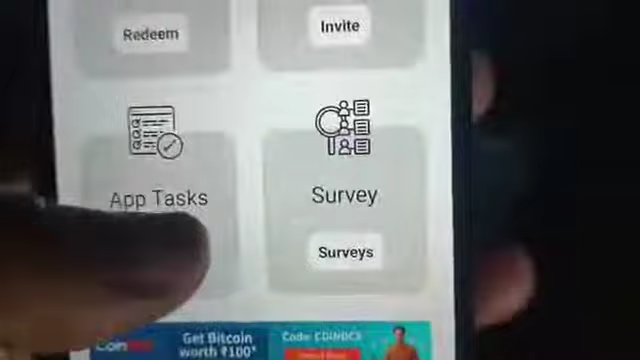 Redeem
Invite
App Tasks
Survey
Surveys
Get Bitcoin
worth ₹100*
Code: COINDCX